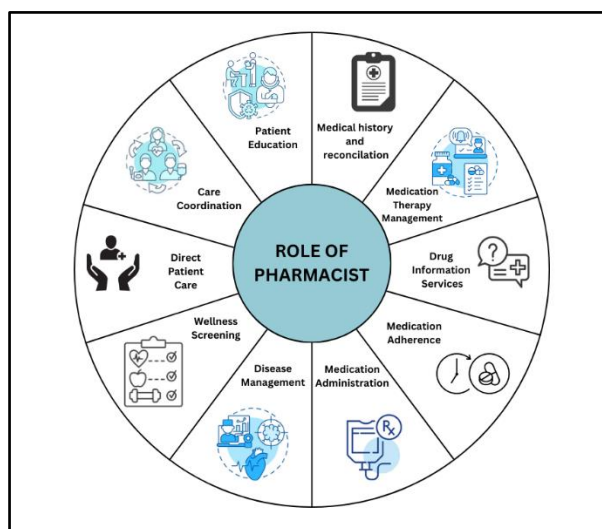 ROLE OF
PHARMACIST
Medical history
and
reconcilation
Medication
Therapy
Management
Drug
Information
Services
Medication
Adherence
Medication
Administration
Rx
Disease
Management
Wellness
Screening
Direct
Patient
Care
Care
Coordination
Patient
Education